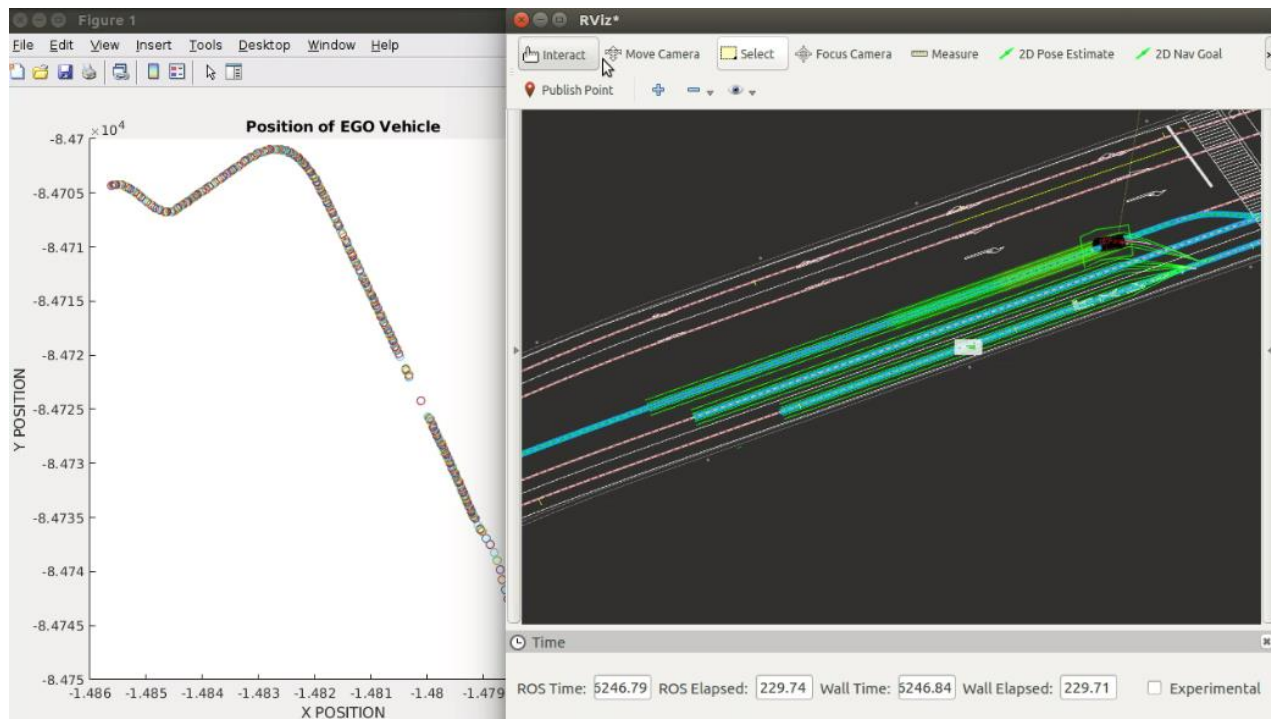 Figure 1
File Edit View Insert Tools Desktop Window Help
Position of EGO Vehicle
×10⁴
-8.47
-8.4705
-8.471
-8.4715
-8.472
-8.4725
-8.473
-8.4735
-8.474
-8.4745
-8.475
Y POSITION
-1.486 -1.485 -1.484 -1.483 -1.482 -1.481 -1.48 -1.479
X POSITION
RViz*
Interact Move Camera Select Focus Camera Measure 2D Pose Estimate 2D Nav Goal
Publish Point
Time
ROS Time: 5246.79 ROS Elapsed: 229.74 Wall Time: 5246.84 Wall Elapsed: 229.71 Experimental